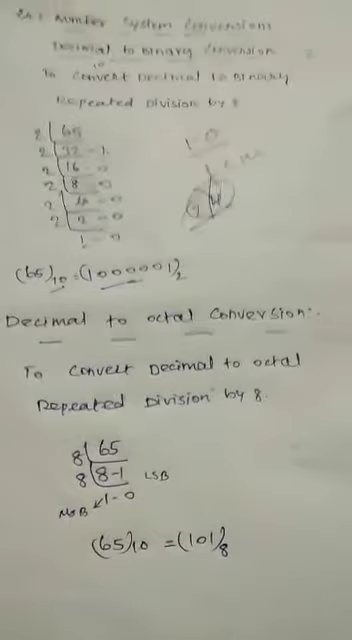 Number System Conversions
Decimal to Binary Conversion
To Convert Decimal to Binary
Repeated Division by
2 | 65
2 | 32 - 1
2 | 16 - 0
2 | 8 - 0
2 | 4 - 0
2 | 2 - 0
1 - 0
(65)10 = (1000001)2
Decimal to octal Conversion:-
To Convert Decimal to octal
Repeated Division by 8.
8 | 65
8 | 8-1 LSB
MSB 1-0
(65)10 = (101)8